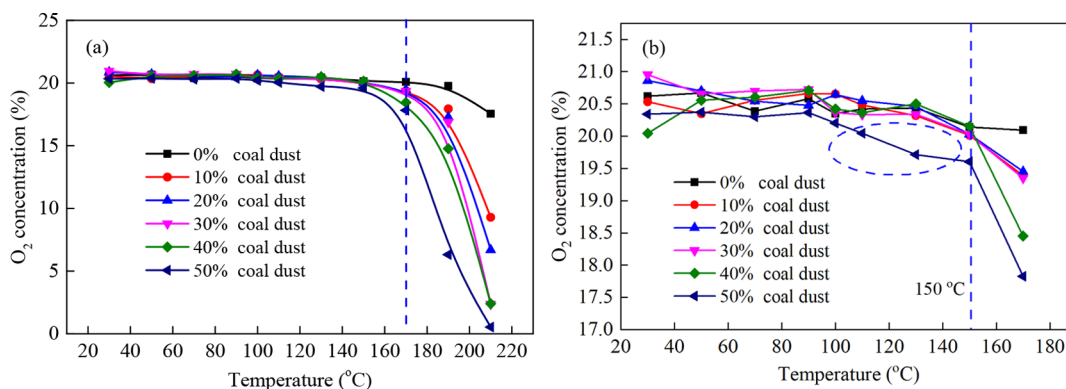 (a)
O2 concentration (%)
25
20
15
10
5
0
0% coal dust
10% coal dust
20% coal dust
30% coal dust
40% coal dust
50% coal dust
20 40 60 80 100 120 140 160 180 200 220
Temperature (°C)
(b)
O2 concentration (%)
21.5
21.0
20.5
20.0
19.5
19.0
18.5
18.0
17.5
17.0
0% coal dust
10% coal dust
20% coal dust
30% coal dust
40% coal dust
50% coal dust
150 °C
20 40 60 80 100 120 140 160 180
Temperature (°C)